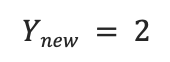 Y_new = 2